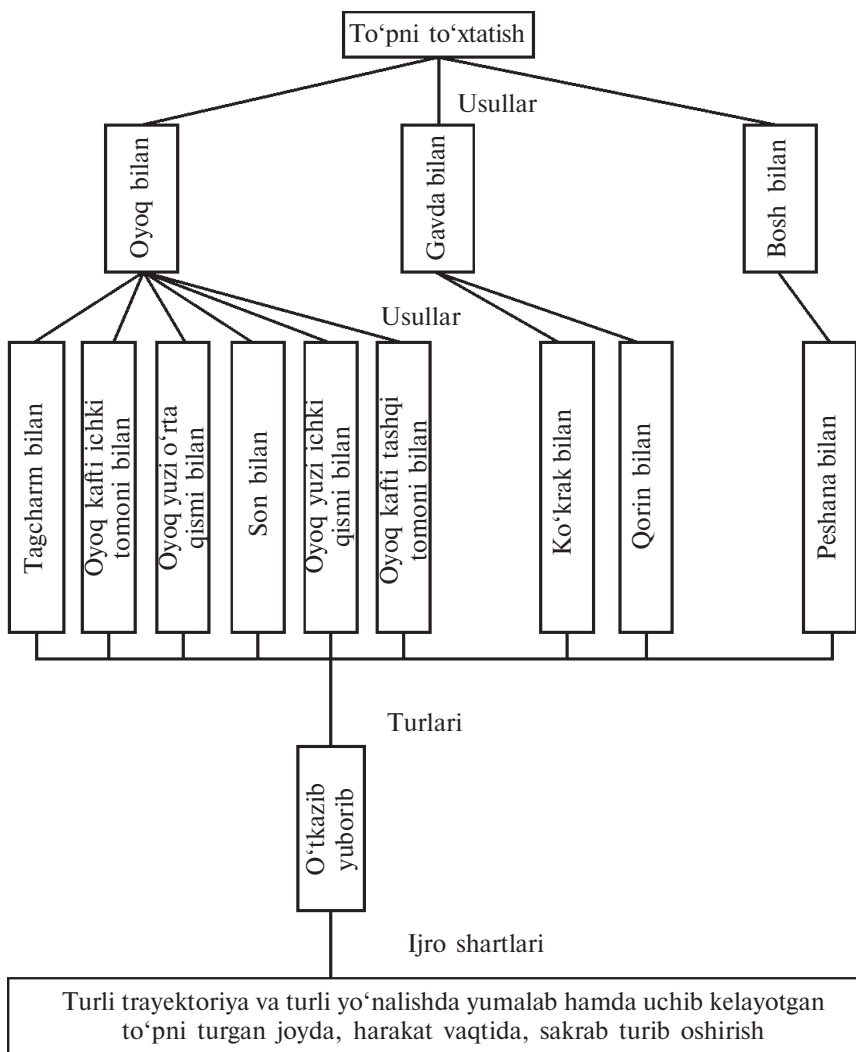 To‘pni to‘xtatish
Usullar
Oyoq bilan
Gavda bilan
Bosh bilan
Usullar
Tagcharm bilan
Oyoq kafti ichki
tomoni bilan
Oyoq yuzi o‘rta
qismi bilan
Son bilan
Oyoq yuzi ichki
qismi bilan
Oyoq kafti tashqi
tomoni bilan
Ko‘krak bilan
Qorin bilan
Peshana bilan
Turlari
O‘tkazib
yuborib
Ijro shartlari
Turli trayektoriya va turli yo‘nalishda yumalab hamda uchib kelayotgan
to‘pni turgan joyda, harakat vaqtida, sakrab turib oshirish